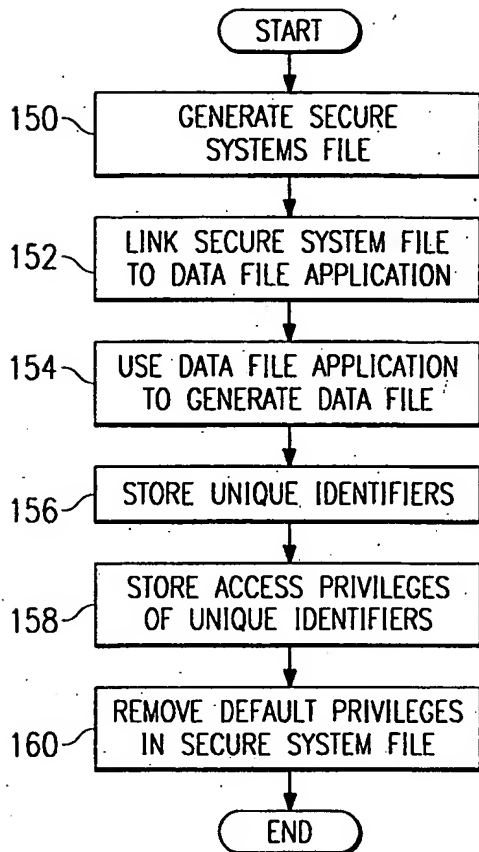 START
150
GENERATE SECURE
SYSTEMS FILE
152
LINK SECURE SYSTEM FILE
TO DATA FILE APPLICATION
154
USE DATA FILE APPLICATION
TO GENERATE DATA FILE
156
STORE UNIQUE IDENTIFIERS
158
STORE ACCESS PRIVILEGES
OF UNIQUE IDENTIFIERS
160
REMOVE DEFAULT PRIVILEGES
IN SECURE SYSTEM FILE
END